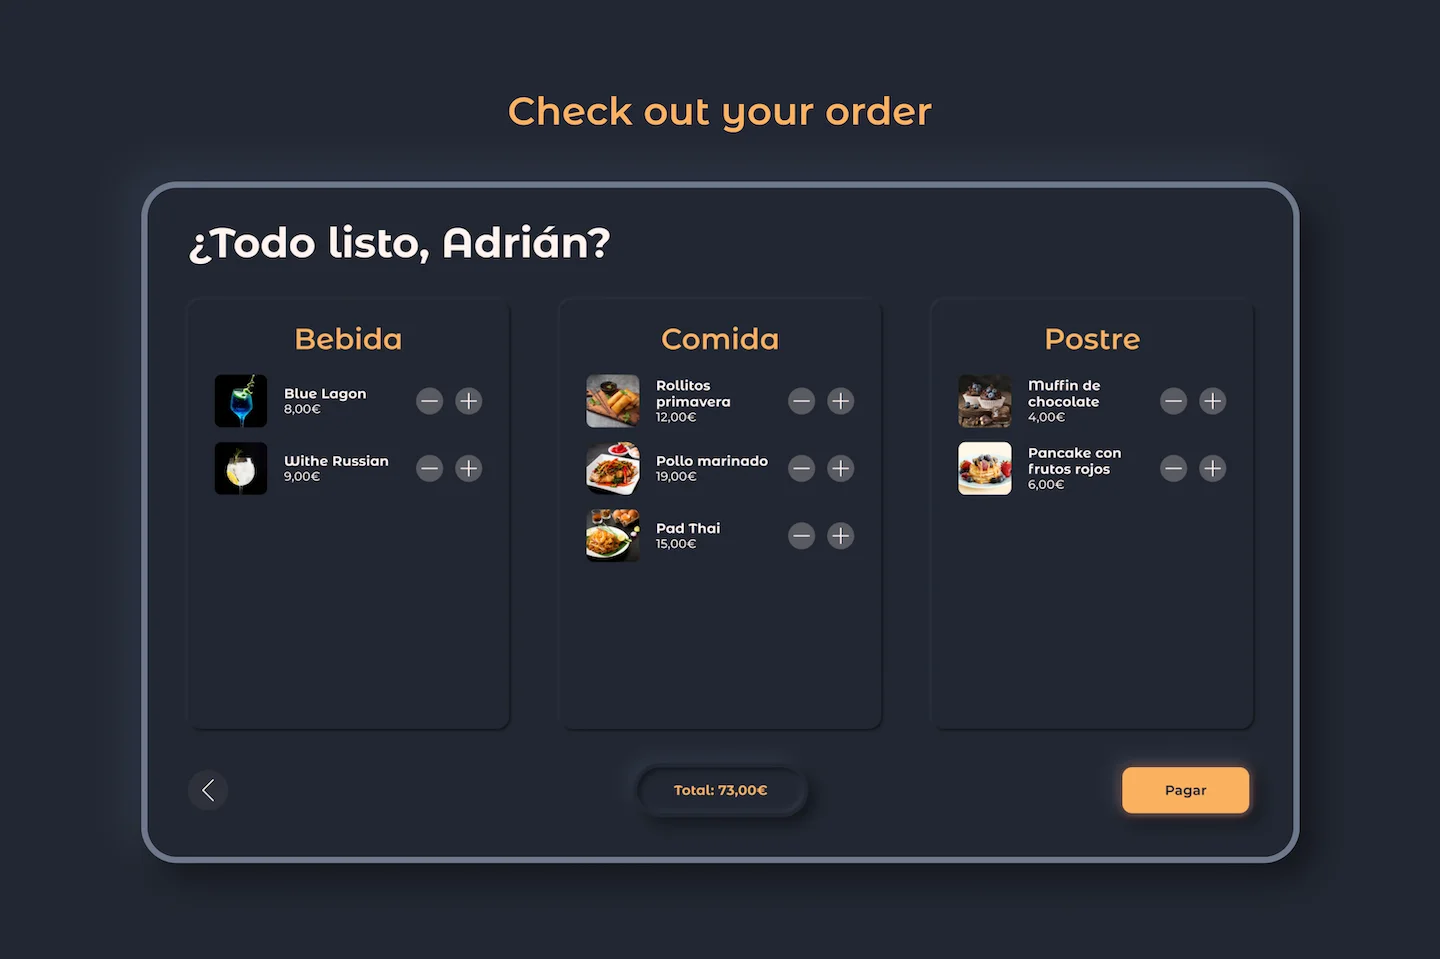 Check out your order
¿Todo listo, Adrián?
Bebida
Blue Lagon
8,00€
Withe Russian
9,00€
Comida
Rollitos
primavera
12,00€
Pollo marinado
19,00€
Pad Thai
15,00€
Postre
Muffin de
chocolate
4,00€
Pancake con
frutos rojos
6,00€
Total: 73,00€
Pagar